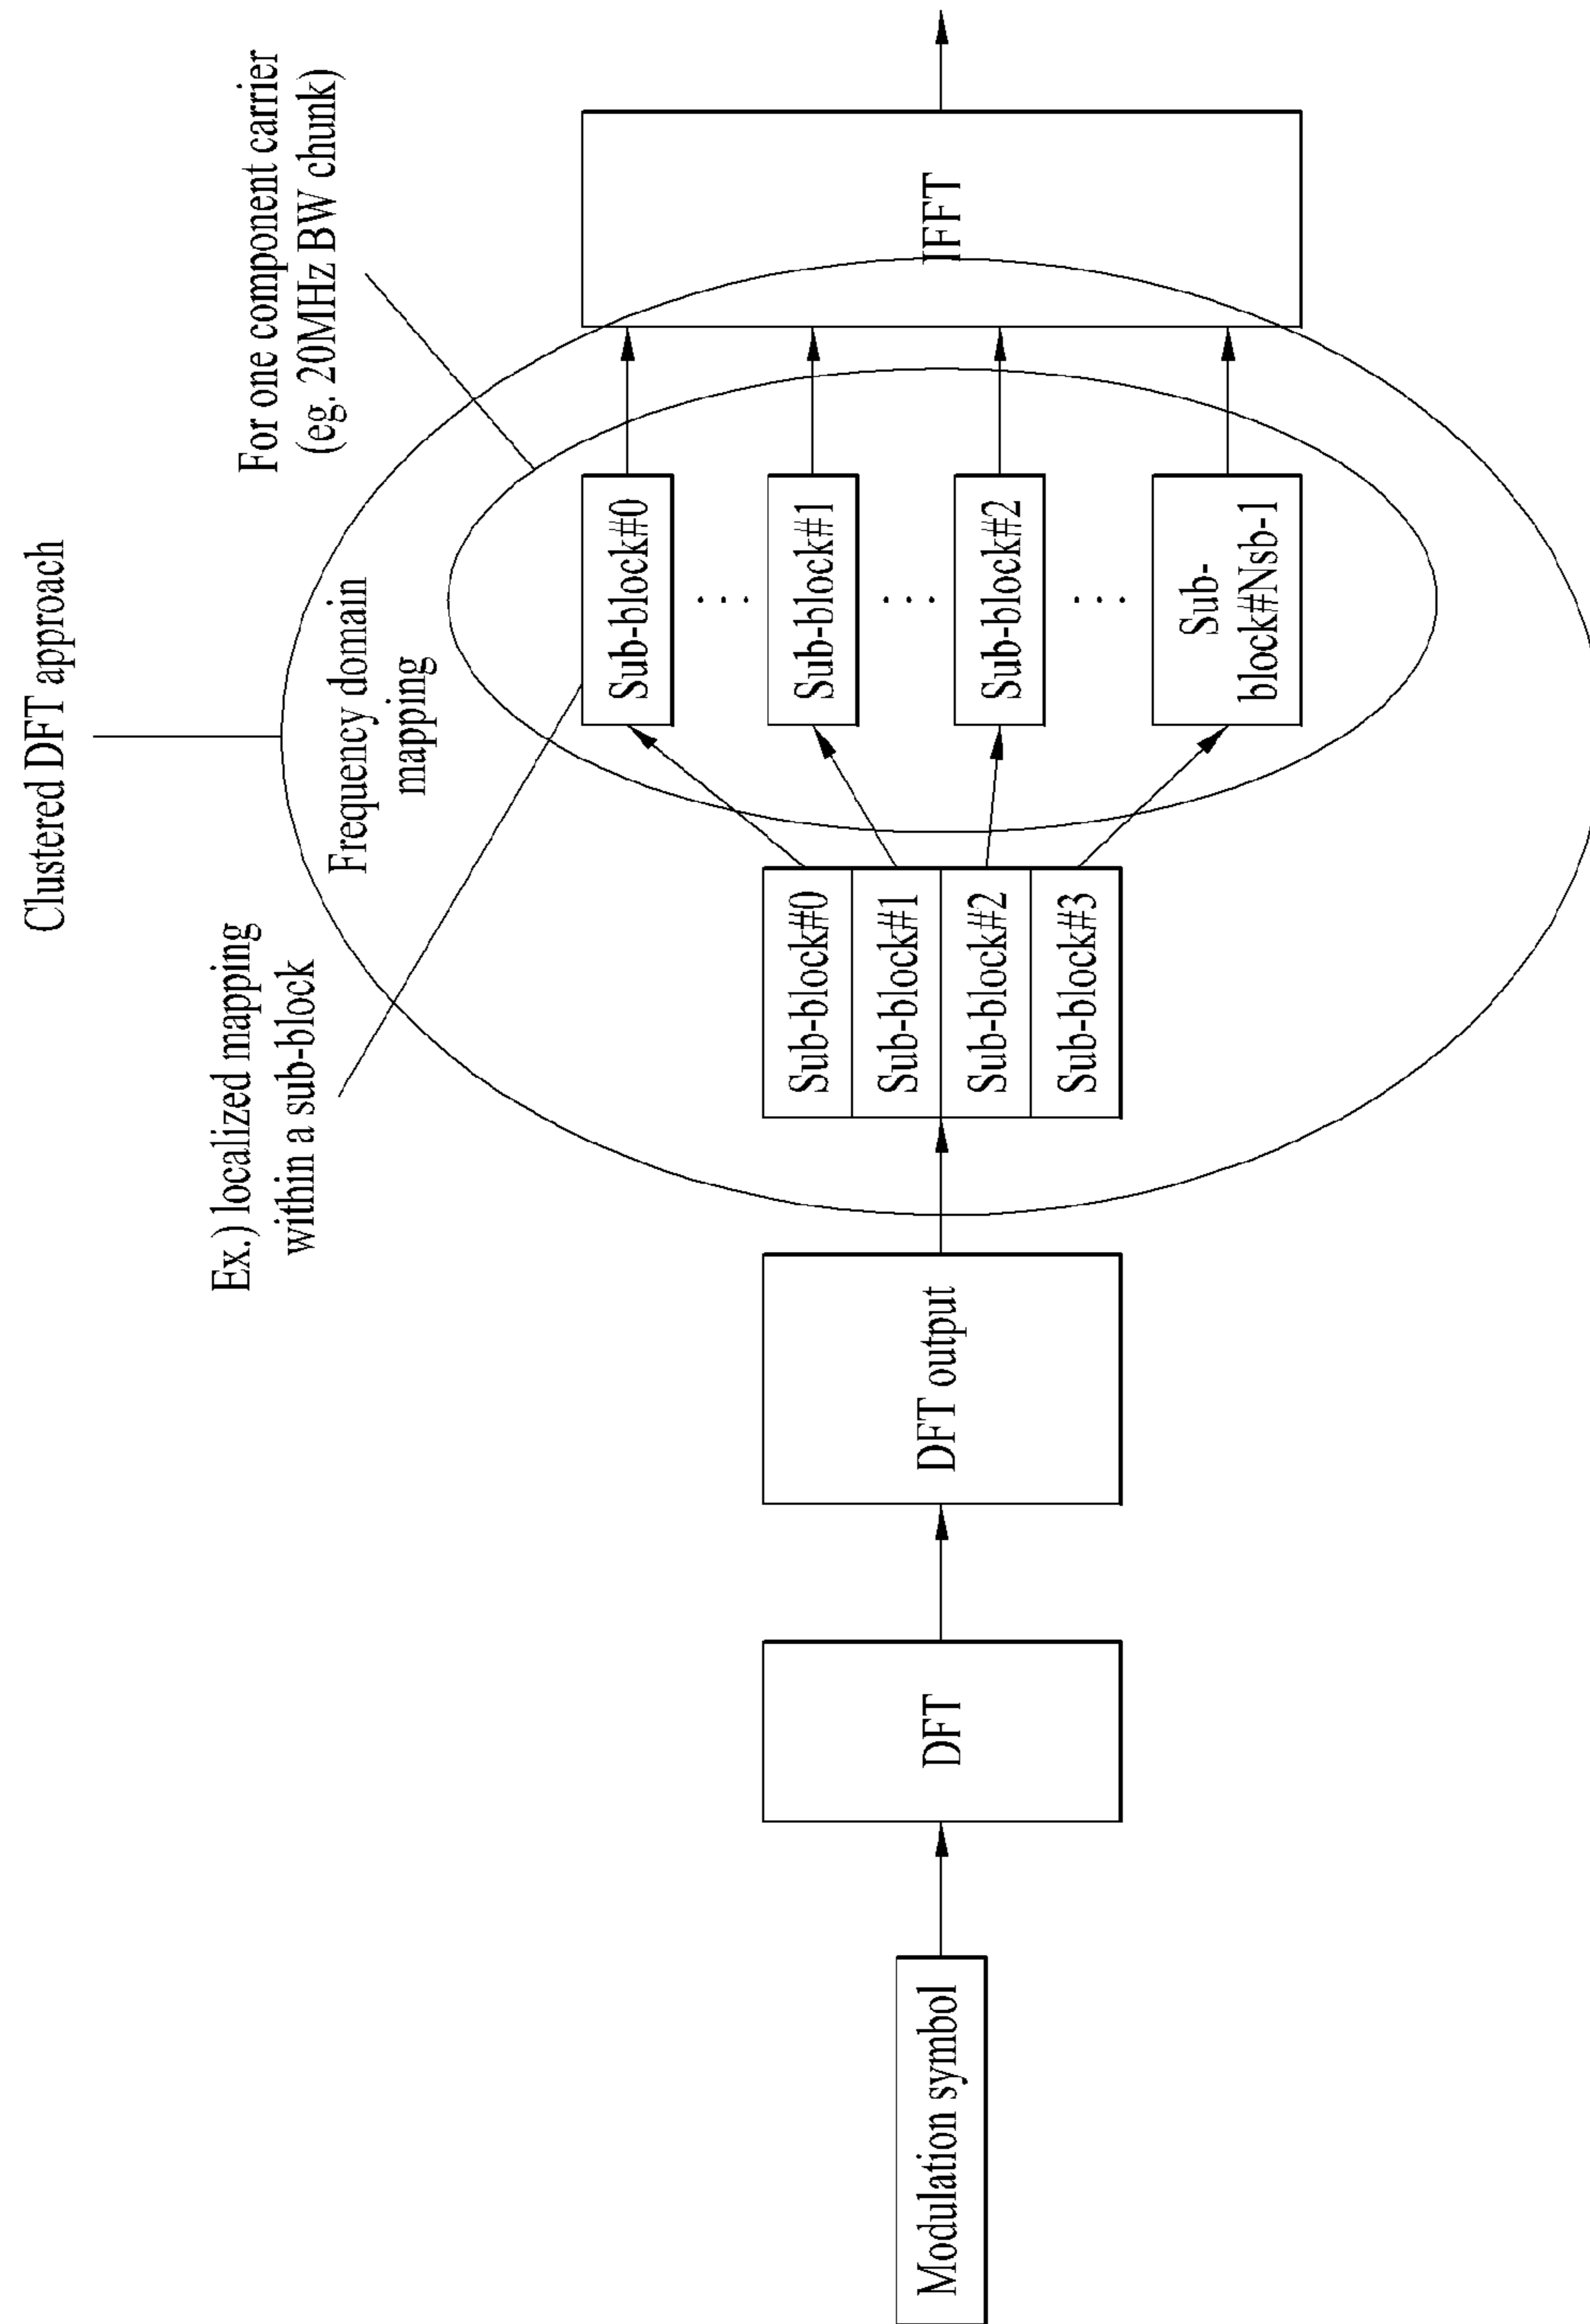 Clustered DFT approach
For one component carrier
(eg. 20MHz BW chunk)
Ex.) localized mapping
within a sub-block
Frequency domain
mapping
Modulation symbol
DFT
DFT output
Sub-block#0
Sub-block#1
Sub-block#2
Sub-block#3
Sub-block#0
...
Sub-block#1
...
Sub-block#2
...
Sub-
block#Nsb-1
IFFT